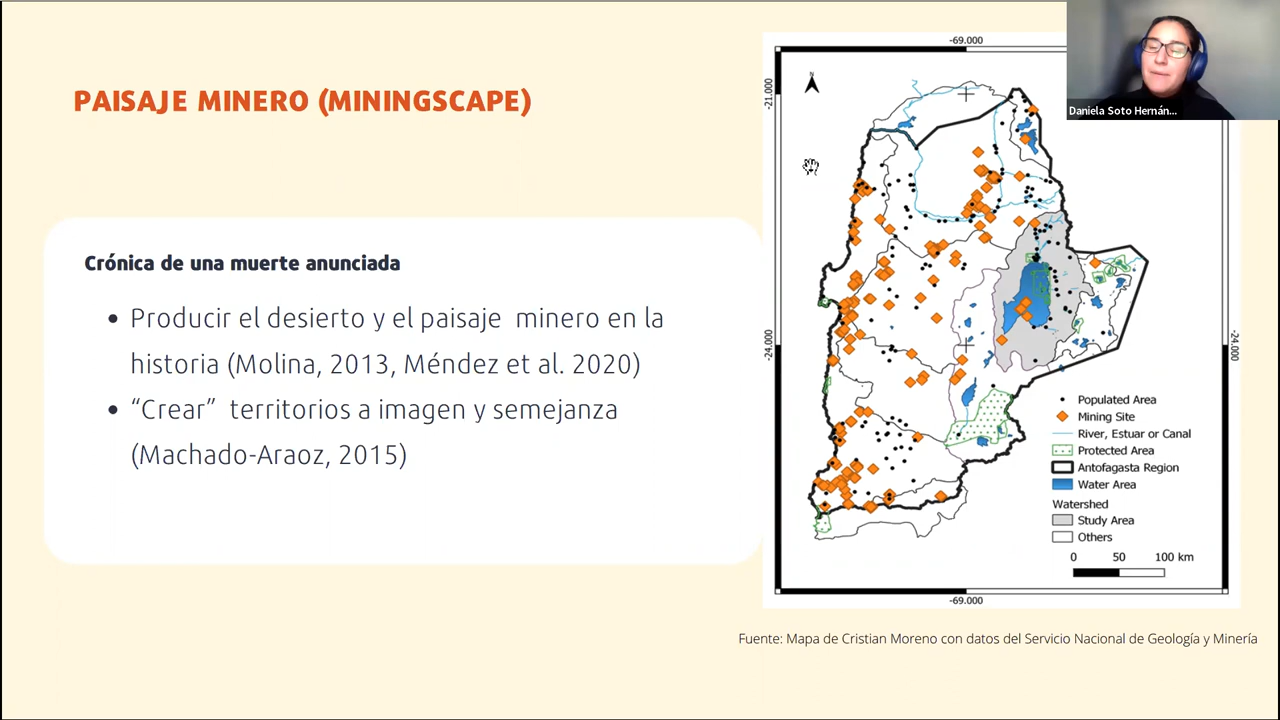 PAISAJE MINERO (MININGSCAPE)
Crónica de una muerte anunciada
• Producir el desierto y el paisaje minero en la
historia (Molina, 2013, Méndez et al. 2020)
• “Crear” territorios a imagen y semejanza
(Machado-Araoz, 2015)
-69.000
-21.000
N
-24.000
-24.000
Populated Area
Mining Site
River, Estuar or Canal
Protected Area
Antofagasta Region
Water Area
Watershed
Study Area
Others
0 50 100 km
-69.000
Fuente: Mapa de Cristian Moreno con datos del Servicio Nacional de Geología y Minería
Daniela Soto Hernán...